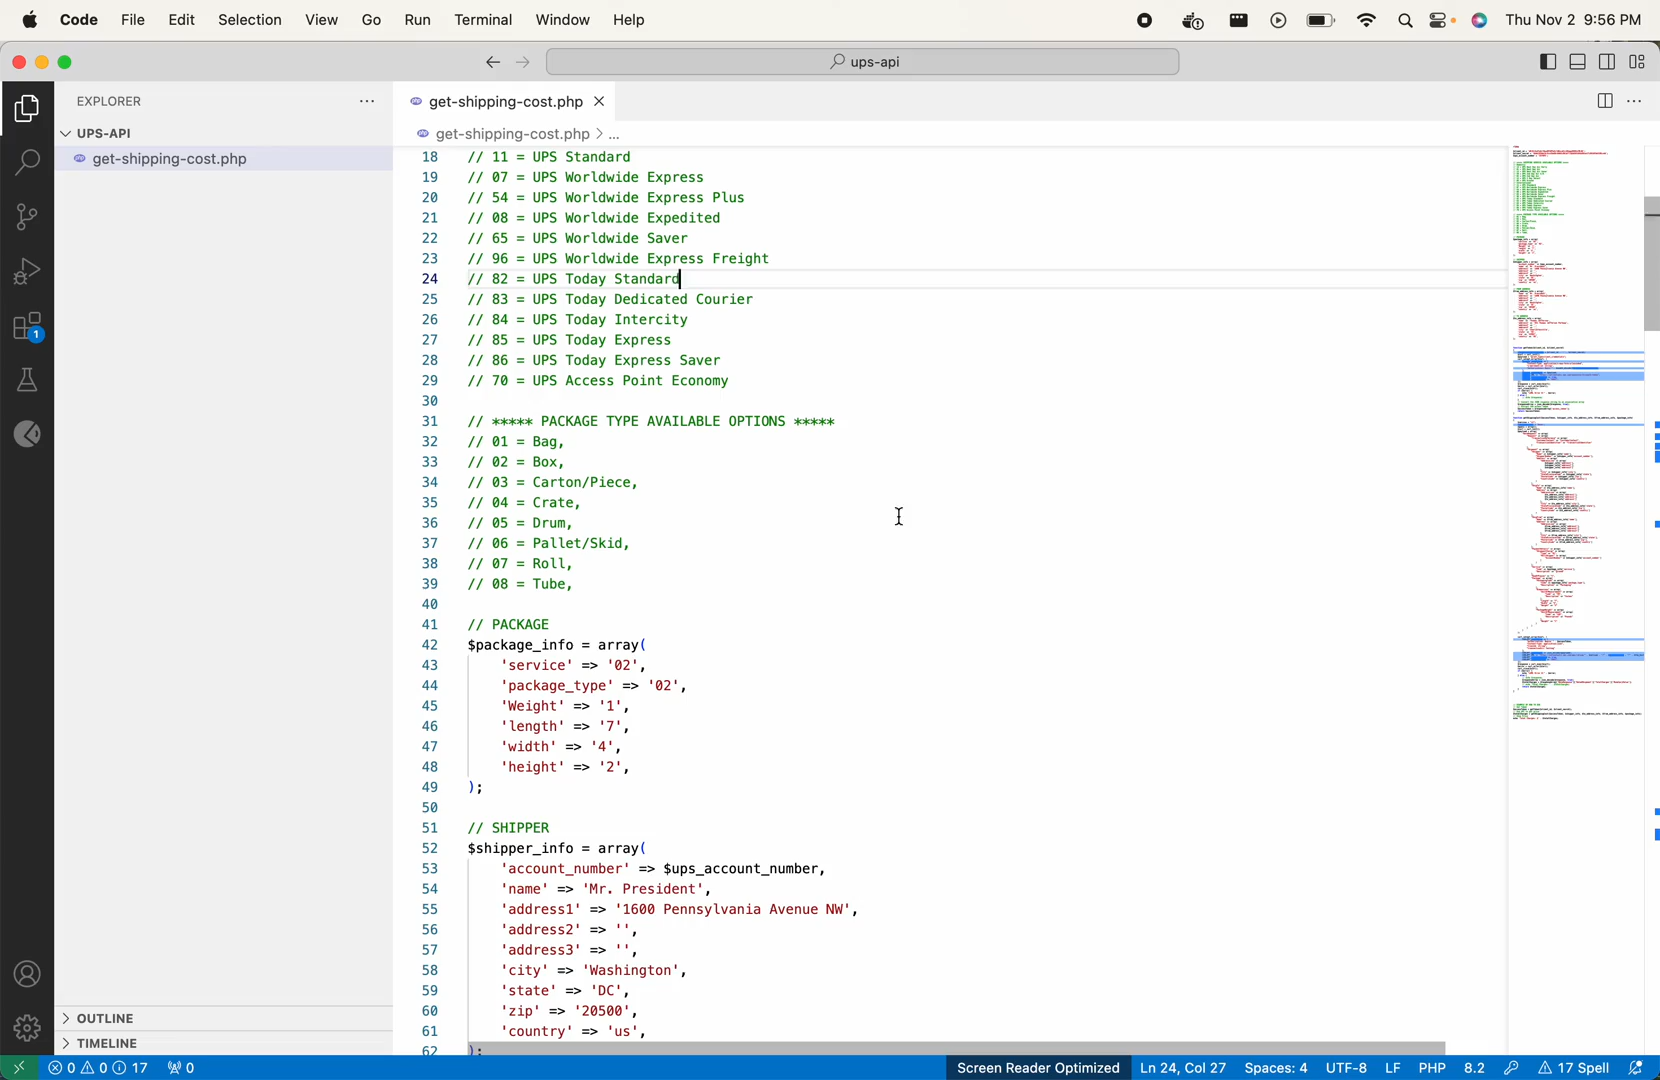 Code File Edit Selection View Go Run Terminal Window Help Thu Nov 2 9:56 PM
ups-api
EXPLORER
get-shipping-cost.php
UPS-API
get-shipping-cost.php > ...
get-shipping-cost.php
18 // 11 = UPS Standard
19 // 07 = UPS Worldwide Express
20 // 54 = UPS Worldwide Express Plus
21 // 08 = UPS Worldwide Expedited
22 // 65 = UPS Worldwide Saver
23 // 96 = UPS Worldwide Express Freight
24 // 82 = UPS Today Standard
25 // 83 = UPS Today Dedicated Courier
26 // 84 = UPS Today Intercity
27 // 85 = UPS Today Express
28 // 86 = UPS Today Express Saver
29 // 70 = UPS Access Point Economy
30
31 // ***** PACKAGE TYPE AVAILABLE OPTIONS *****
32 // 01 = Bag,
33 // 02 = Box,
34 // 03 = Carton/Piece,
35 // 04 = Crate,
36 // 05 = Drum,
37 // 06 = Pallet/Skid,
38 // 07 = Roll,
39 // 08 = Tube,
40
41 // PACKAGE
42 $package_info = array(
43 'service' => '02',
44 'package_type' => '02',
45 'Weight' => '1',
46 'length' => '7',
47 'width' => '4',
48 'height' => '2',
49 );
50
51 // SHIPPER
52 $shipper_info = array(
53 'account_number' => $ups_account_number,
54 'name' => 'Mr. President',
55 'address1' => '1600 Pennsylvania Avenue NW',
56 'address2' => '',
57 'address3' => '',
58 'city' => 'Washington',
59 'state' => 'DC',
60 'zip' => '20500',
61 'country' => 'us',
62 );
1
OUTLINE
TIMELINE
0 0 17 0 Screen Reader Optimized Ln 24, Col 27 Spaces: 4 UTF-8 LF PHP 8.2 17 Spell